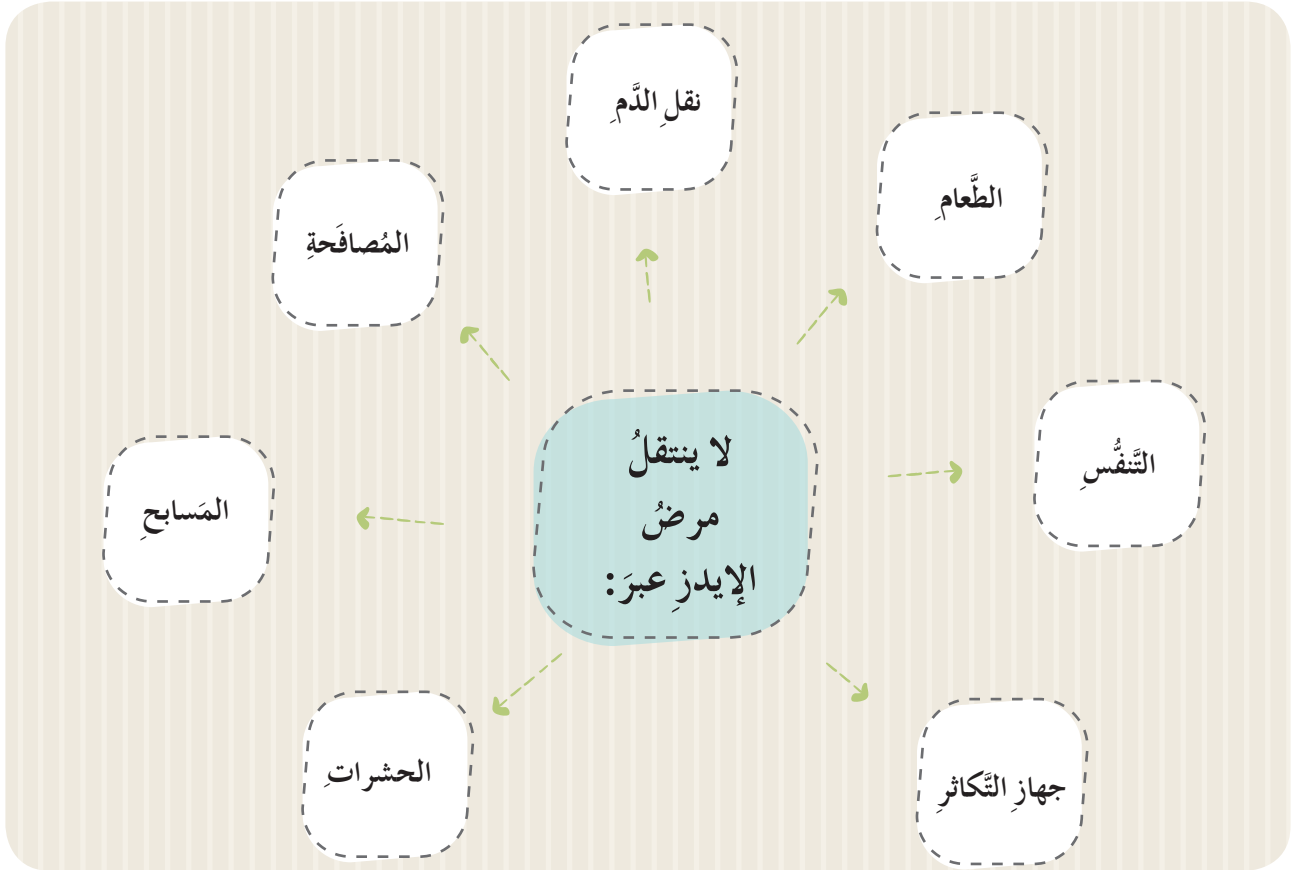 نقلِ الدَّمِ
الطَّعامِ
المُصافَحةِ
التَّنفُّسِ
لا ينتقلُ
مرضُ
الإيدزِ عبرَ:
المَسابحِ
جهازِ التَّكاثرِ
الحشراتِ